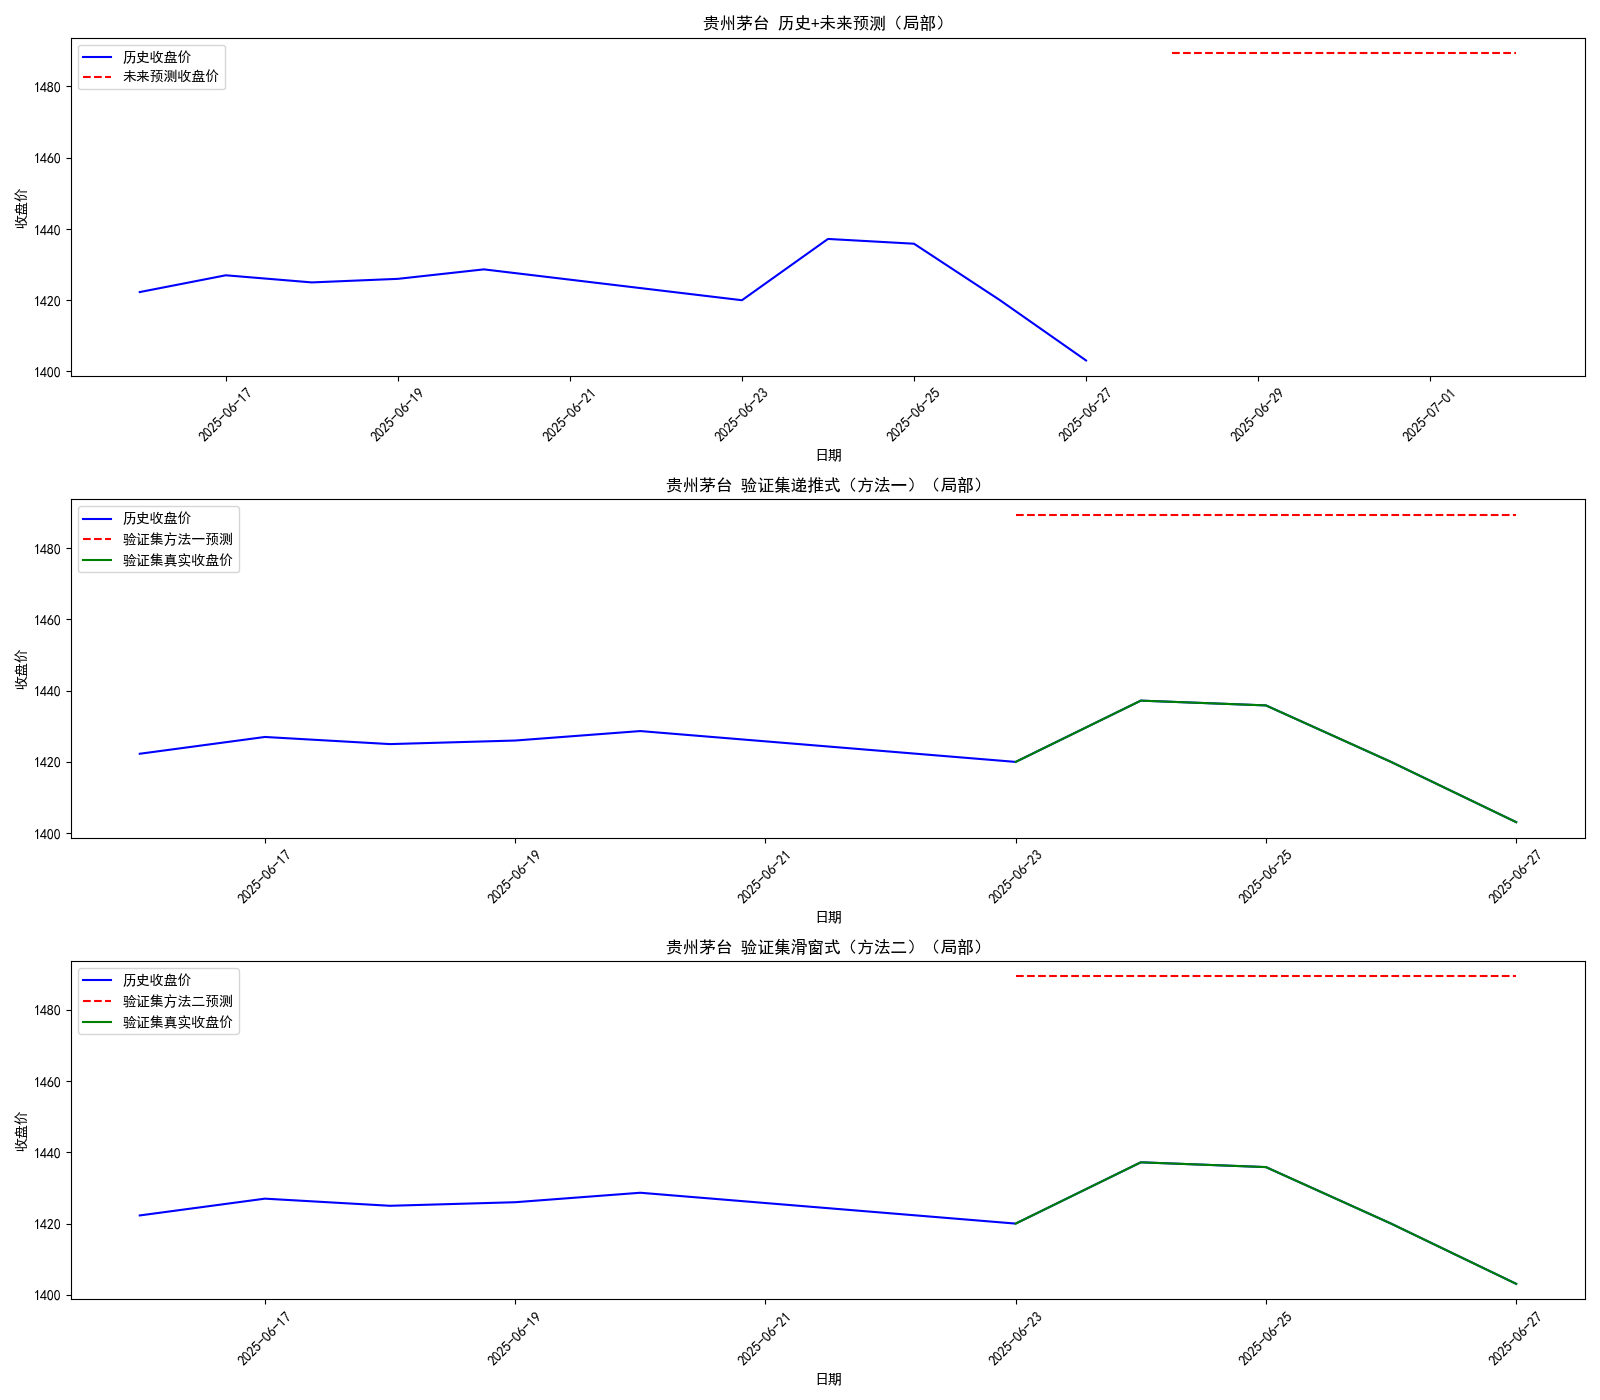 贵州茅台 历史+未来预测（局部）
历史收盘价
未来预测收盘价
1480
1460
1440
1420
1400
收盘价
2025-06-17
2025-06-19
2025-06-21
2025-06-23
2025-06-25
2025-06-27
2025-06-29
2025-07-01
日期
贵州茅台 验证集递推式（方法一）（局部）
历史收盘价
验证集方法一预测
验证集真实收盘价
1480
1460
1440
1420
1400
收盘价
2025-06-17
2025-06-19
2025-06-21
2025-06-23
2025-06-25
2025-06-27
日期
贵州茅台 验证集滑窗式（方法二）（局部）
历史收盘价
验证集方法二预测
验证集真实收盘价
1480
1460
1440
1420
1400
收盘价
2025-06-17
2025-06-19
2025-06-21
2025-06-23
2025-06-25
2025-06-27
日期